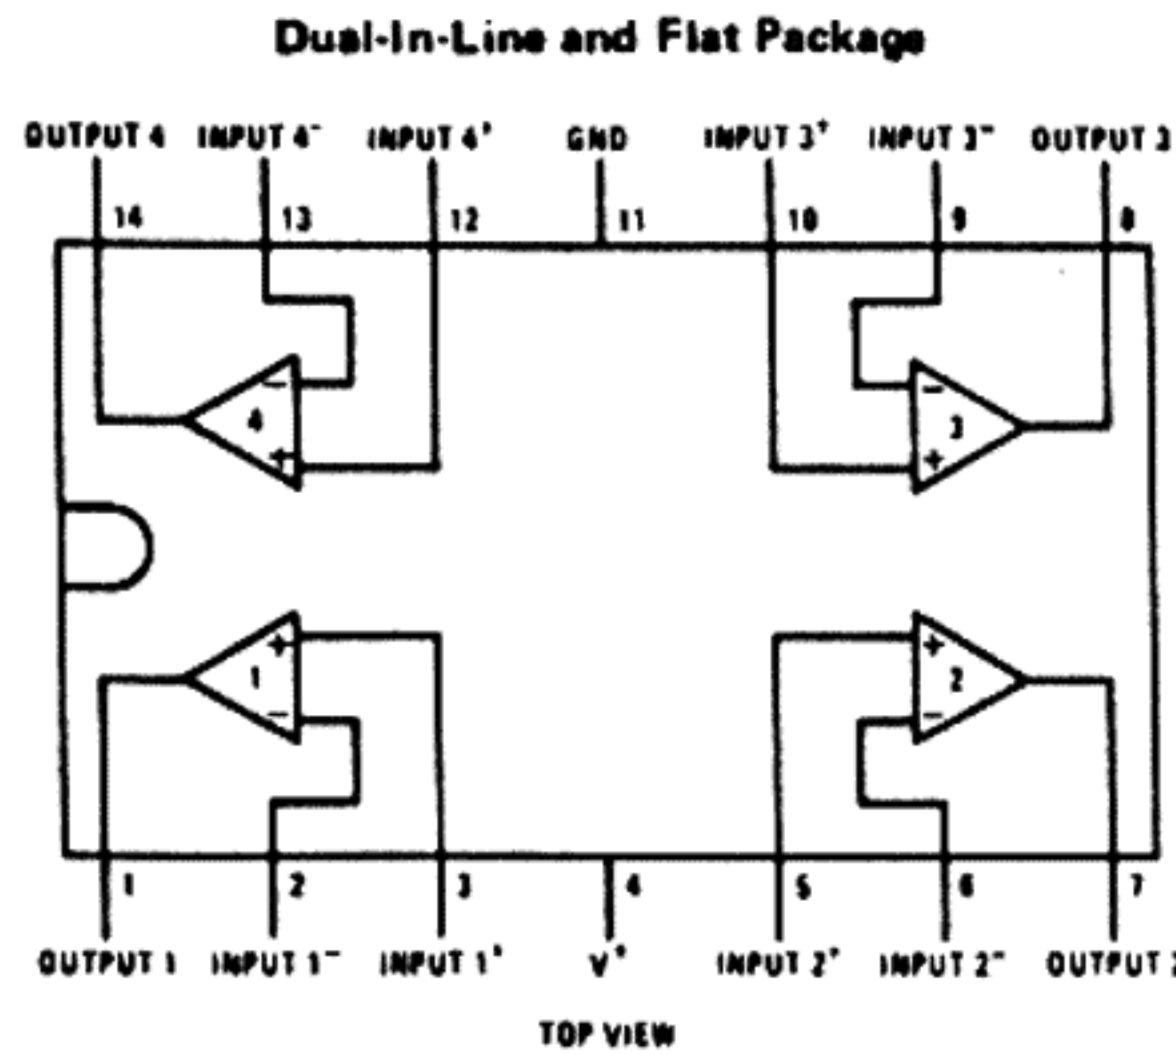 Dual-In-Line and Flat Package
OUTPUT 4 INPUT 4⁻ INPUT 4⁺ GND INPUT 3⁺ INPUT 3⁻ OUTPUT 3
14 13 12 11 10 9 8
4 − + 3 − +
1 + − 2 + −
1 2 3 4 5 6 7
OUTPUT 1 INPUT 1⁻ INPUT 1⁺ V⁺ INPUT 2⁺ INPUT 2⁻ OUTPUT 2
TOP VIEW